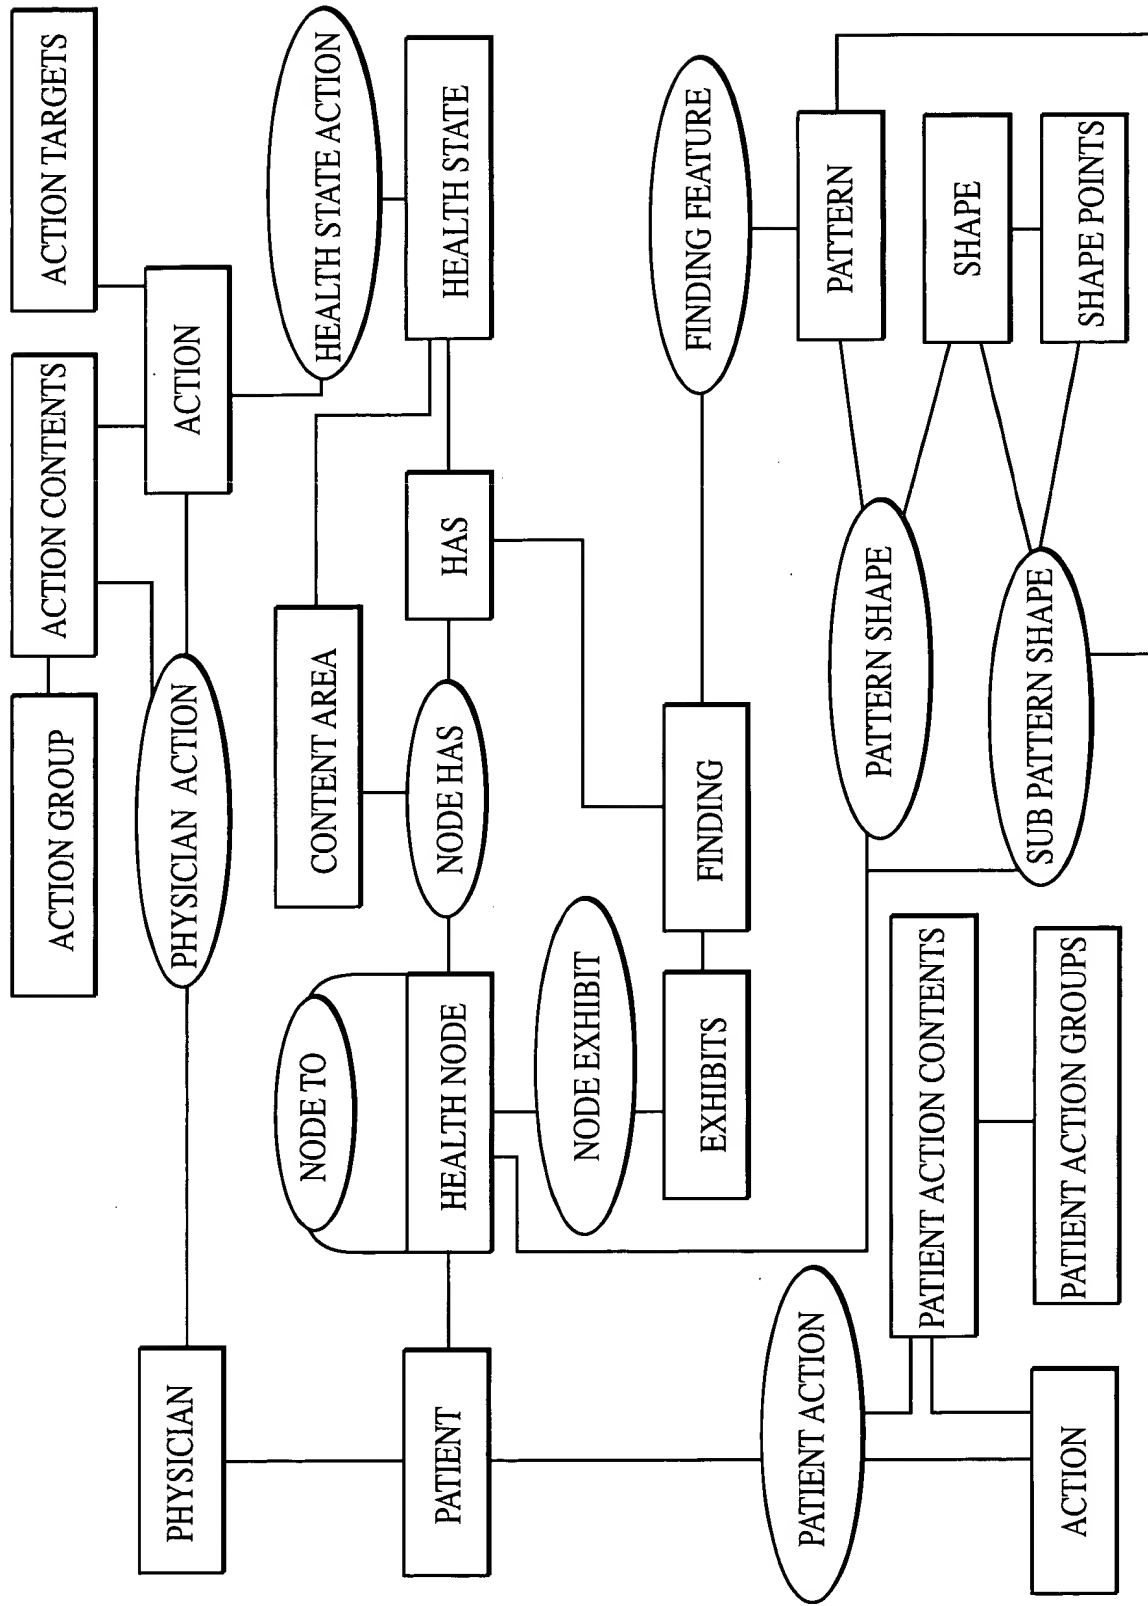 ACTION GROUP
ACTION CONTENTS
ACTION TARGETS
PHYSICIAN
PHYSICIAN ACTION
ACTION
NODE TO
CONTENT AREA
HEALTH STATE ACTION
PATIENT
HEALTH NODE
NODE HAS
HAS
HEALTH STATE
NODE EXHIBIT
EXHIBITS
FINDING
FINDING FEATURE
PATIENT ACTION
PATTERN SHAPE
PATTERN
PATIENT ACTION CONTENTS
SHAPE
ACTION
PATIENT ACTION GROUPS
SUB PATTERN SHAPE
SHAPE POINTS